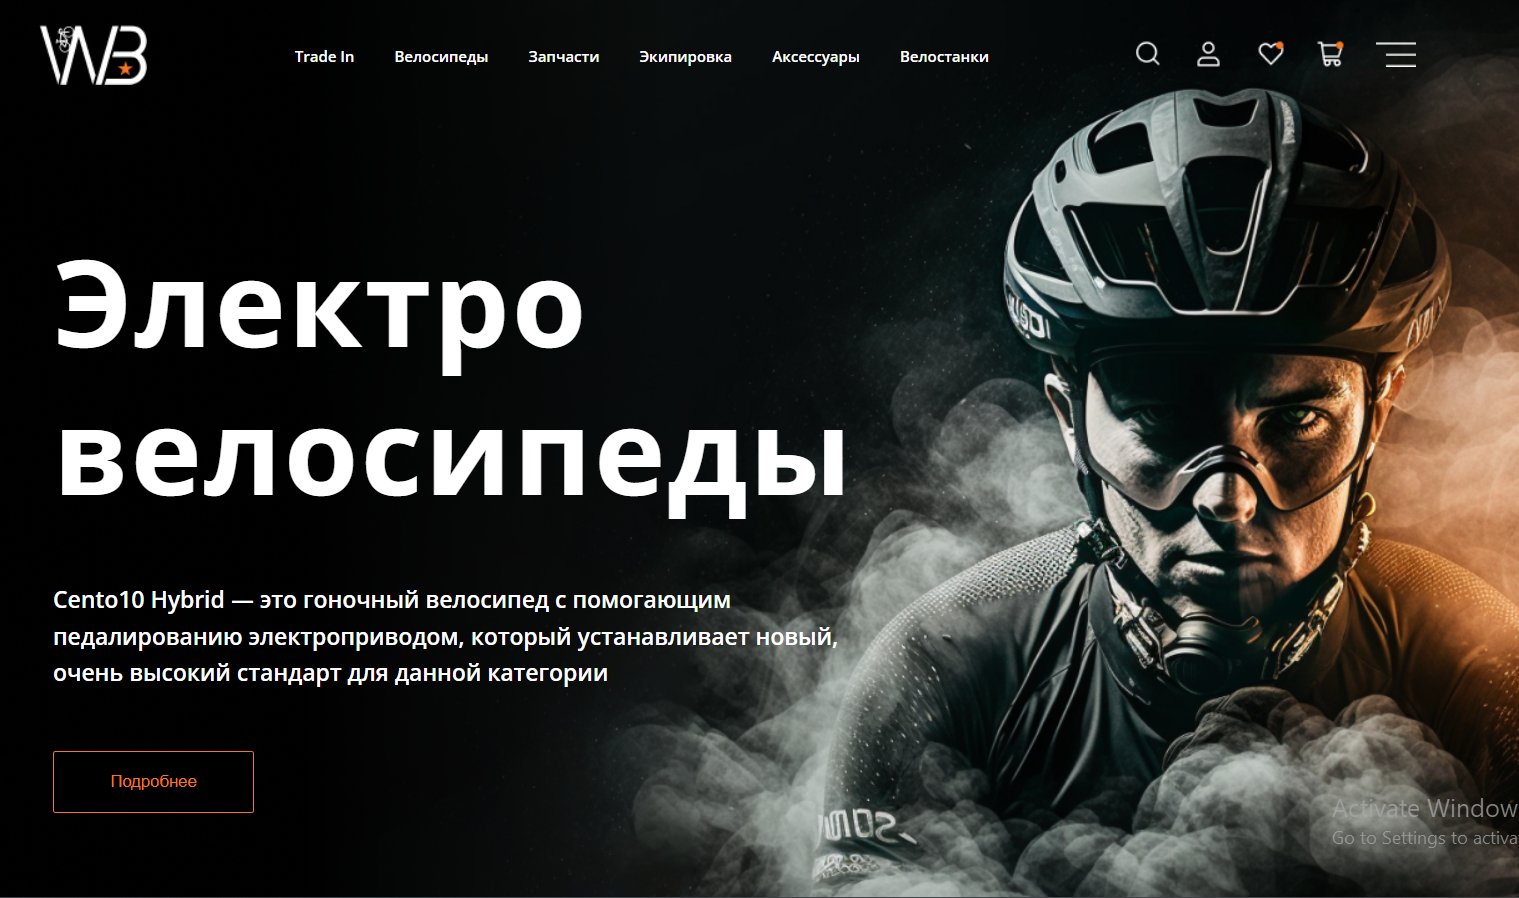 WB
Trade In Велосипеды Запчасти Экипировка Аксессуары Велостанки
Электро
велосипеды
Cento10 Hybrid — это гоночный велосипед с помогающим
педалированию электроприводом, который устанавливает новый,
очень высокий стандарт для данной категории
Подробнее
Activate Window
Go to Settings to activa